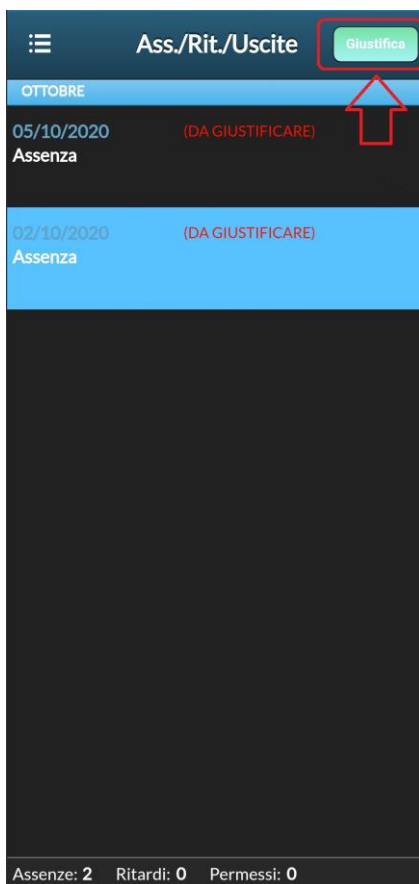 Ass./Rit./Uscite Giustifica
OTTOBRE
05/10/2020 (DA GIUSTIFICARE)
Assenza
02/10/2020 (DA GIUSTIFICARE)
Assenza
Assenze: 2 Ritardi: 0 Permessi: 0